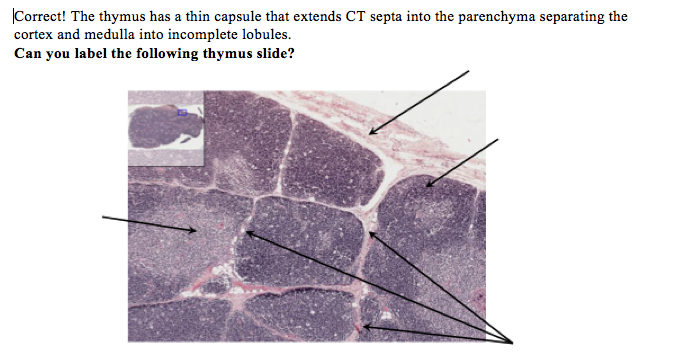 Correct! The thymus has a thin capsule that extends CT septa into the parenchyma separating the
cortex and medulla into incomplete lobules.
Can you label the following thymus slide?